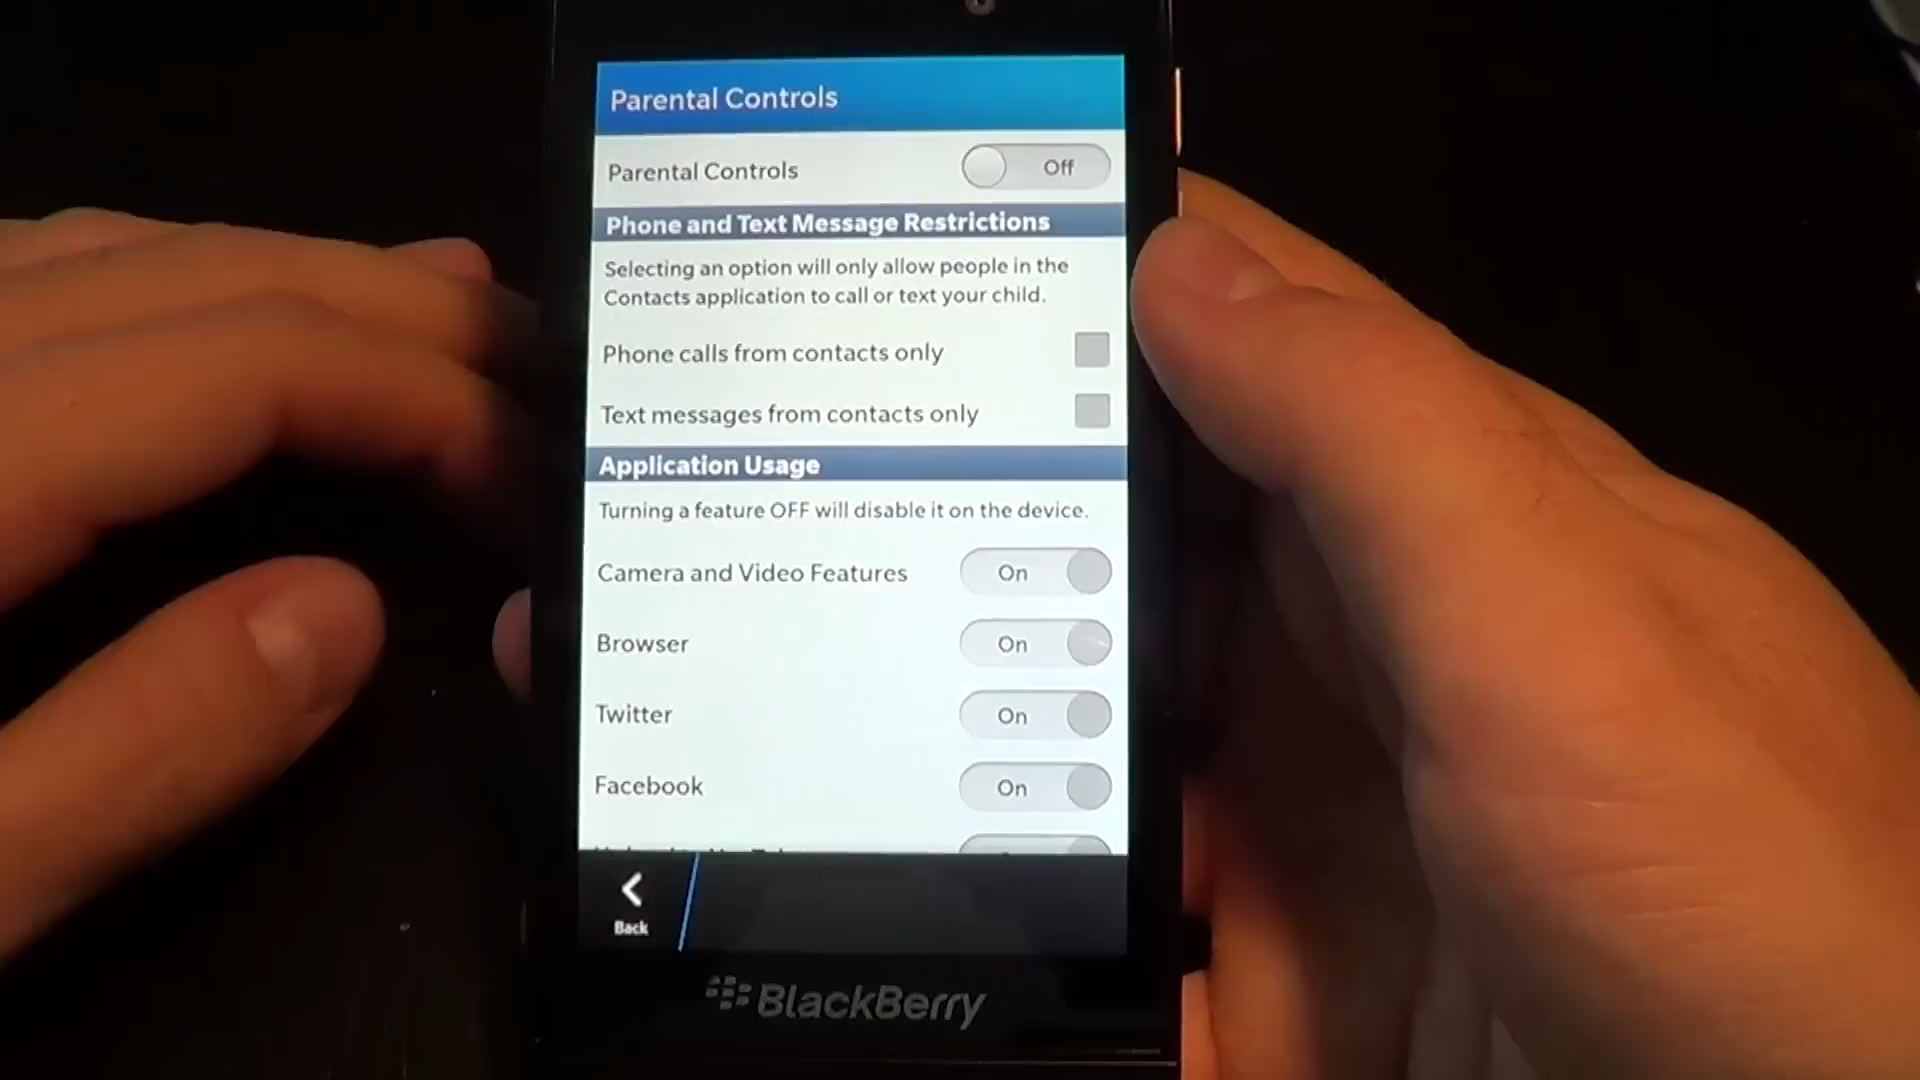 Parental Controls
Parental Controls Off
Phone and Text Message Restrictions
Selecting an option will only allow people in the
Contacts application to call or text your child.
Phone calls from contacts only
Text messages from contacts only
Application Usage
Turning a feature OFF will disable it on the device.
Camera and Video Features On
Browser On
Twitter On
Facebook On
Back
BlackBerry